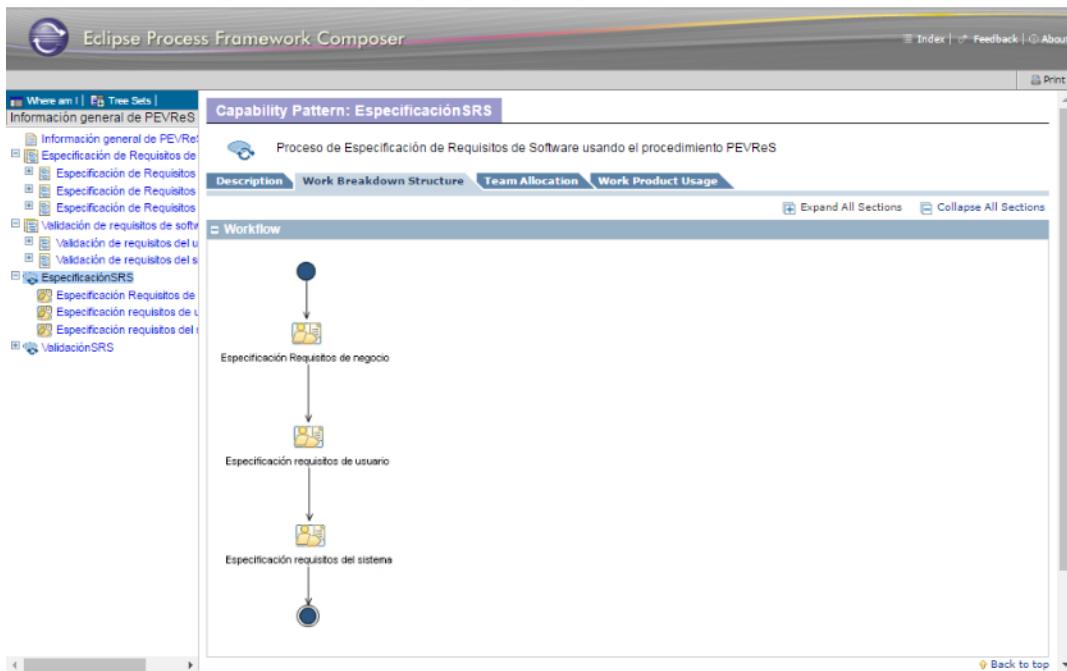 Eclipse Process Framework Composer
Index | Feedback | About
Print
Where am I | Tree Sets |
Información general de PEVReS
Información general de PEVReS
Especificación de Requisitos de
Especificación de Requisitos
Especificación de Requisitos
Especificación de Requisitos
Validación de requisitos de softw
Validación de requisitos del u
Validación de requisitos del s
EspecificaciónSRS
Especificación Requisitos de
Especificación requisitos de u
Especificación requisitos del s
ValidaciónSRS
Capability Pattern: EspecificaciónSRS
Proceso de Especificación de Requisitos de Software usando el procedimiento PEVReS
Description Work Breakdown Structure Team Allocation Work Product Usage
Expand All Sections Collapse All Sections
Workflow
Especificación Requisitos de negocio
Especificación requisitos de usuario
Especificación requisitos del sistema
Back to top